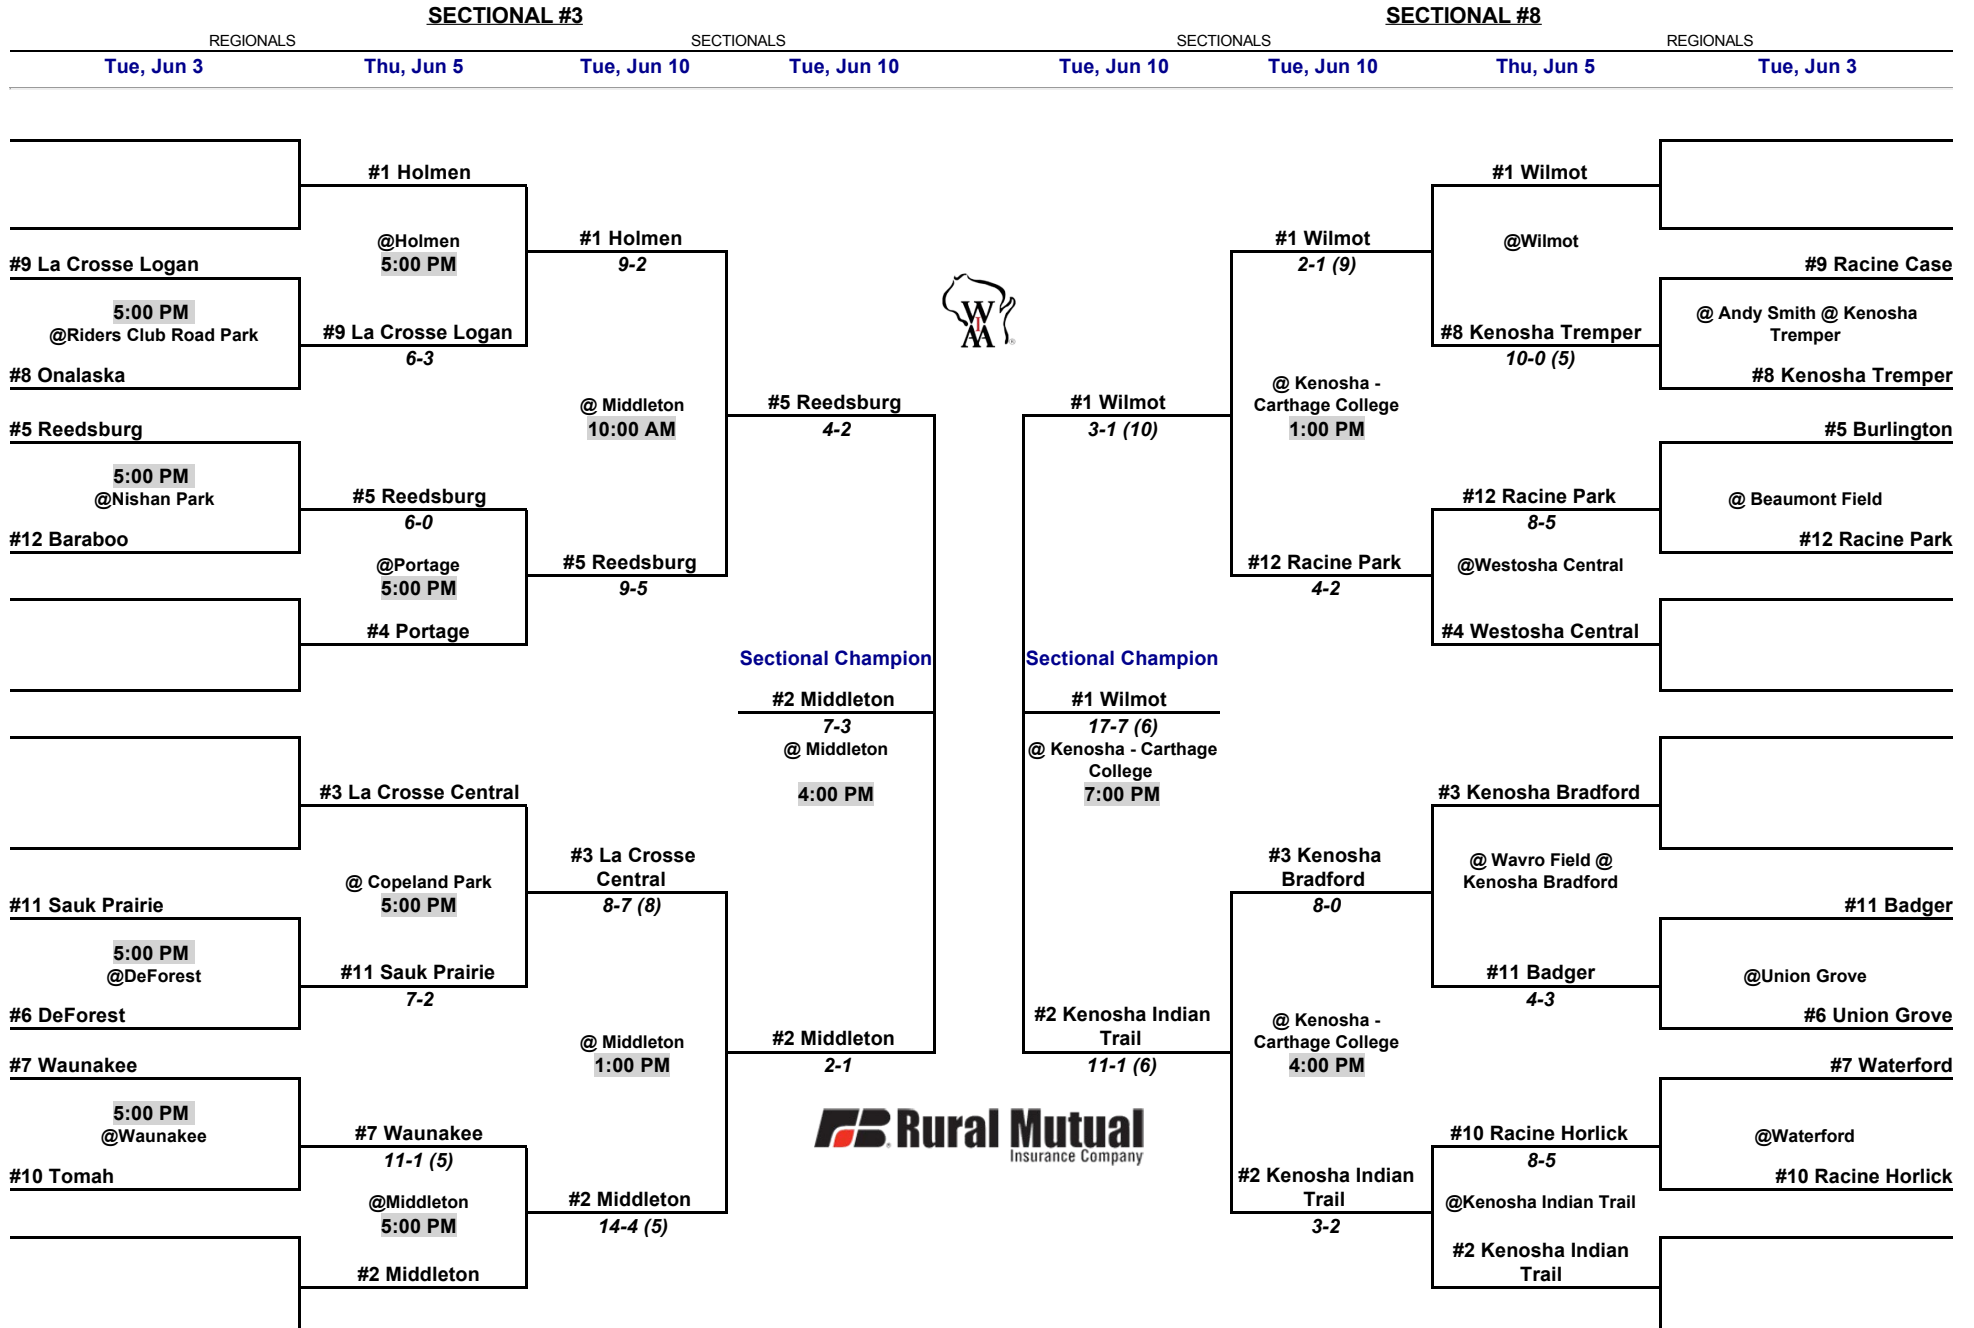 SECTIONAL #3
REGIONALS
SECTIONALS
Tue, Jun 3
Thu, Jun 5
Tue, Jun 10
Tue, Jun 10
#9 La Crosse Logan
5:00 PM
@Riders Club Road Park
#8 Onalaska
#5 Reedsburg
5:00 PM
@Nishan Park
#12 Baraboo
#11 Sauk Prairie
5:00 PM
@DeForest
#6 DeForest
#7 Waunakee
5:00 PM
@Waunakee
#10 Tomah
#1 Holmen
@Holmen
5:00 PM
#9 La Crosse Logan
6-3
#5 Reedsburg
6-0
@Portage
5:00 PM
#4 Portage
#3 La Crosse Central
@ Copeland Park
5:00 PM
#11 Sauk Prairie
7-2
#7 Waunakee
11-1 (5)
@Middleton
5:00 PM
#2 Middleton
#1 Holmen
9-2
@ Middleton
10:00 AM
#5 Reedsburg
9-5
#3 La Crosse
Central
8-7 (8)
@ Middleton
1:00 PM
#2 Middleton
14-4 (5)
#5 Reedsburg
4-2
Sectional Champion
#2 Middleton
7-3
@ Middleton
4:00 PM
#2 Middleton
2-1
W
I
AA
®
Rural Mutual
Insurance Company
SECTIONAL #8
SECTIONALS
REGIONALS
Tue, Jun 10
Tue, Jun 10
Thu, Jun 5
Tue, Jun 3
#1 Wilmot
3-1 (10)
Sectional Champion
#1 Wilmot
17-7 (6)
@ Kenosha - Carthage
College
7:00 PM
#2 Kenosha Indian
Trail
11-1 (6)
#1 Wilmot
2-1 (9)
@ Kenosha -
Carthage College
1:00 PM
#12 Racine Park
4-2
#3 Kenosha
Bradford
8-0
@ Kenosha -
Carthage College
4:00 PM
#2 Kenosha Indian
Trail
3-2
#1 Wilmot
@Wilmot
#8 Kenosha Tremper
10-0 (5)
#12 Racine Park
8-5
@Westosha Central
#4 Westosha Central
#3 Kenosha Bradford
@ Wavro Field @
Kenosha Bradford
#11 Badger
4-3
#10 Racine Horlick
8-5
@Kenosha Indian Trail
#2 Kenosha Indian
Trail
#9 Racine Case
@ Andy Smith @ Kenosha
Tremper
#8 Kenosha Tremper
#5 Burlington
@ Beaumont Field
#12 Racine Park
#11 Badger
@Union Grove
#6 Union Grove
#7 Waterford
@Waterford
#10 Racine Horlick